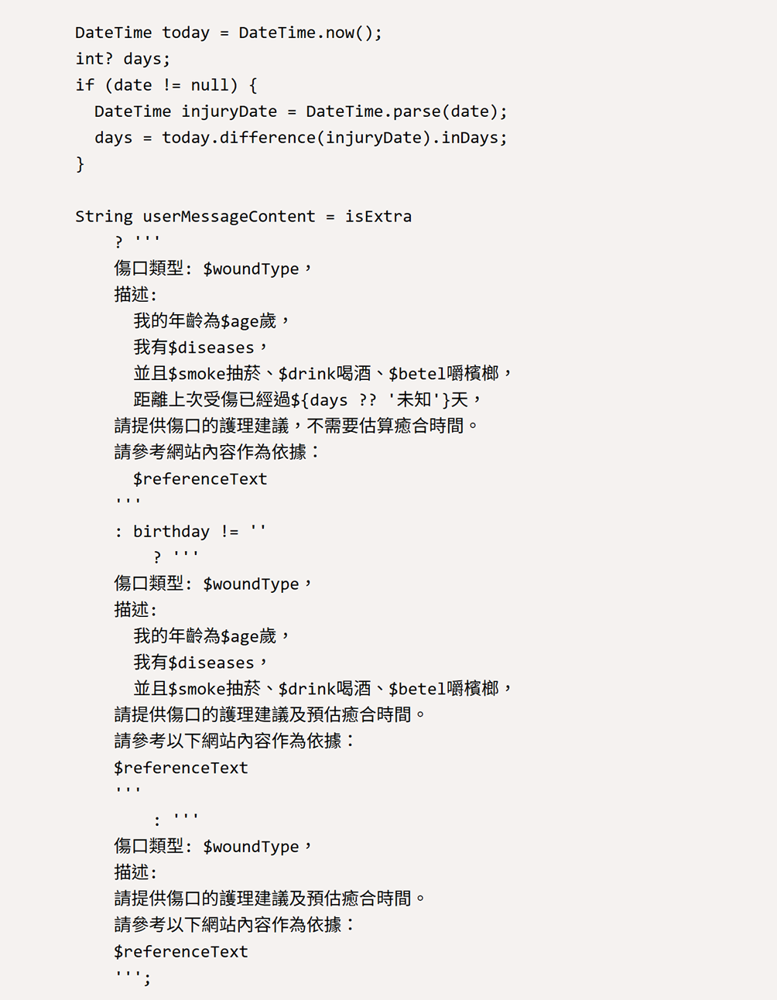 DateTime today = DateTime.now();
int? days;
if (date != null) {
  DateTime injuryDate = DateTime.parse(date);
  days = today.difference(injuryDate).inDays;
}

String userMessageContent = isExtra
    ? '''
    傷口類型: $woundType，
    描述:
      我的年齡為$age歲，
      我有$diseases，
      並且$smoke抽菸、$drink喝酒、$betel嚼檳榔，
      距離上次受傷已經過${days ?? '未知'}天，
    請提供傷口的護理建議，不需要估算癒合時間。
    請參考網站內容作為依據：
      $referenceText
    '''
    : birthday != ''
        ? '''
    傷口類型: $woundType，
    描述:
      我的年齡為$age歲，
      我有$diseases，
      並且$smoke抽菸、$drink喝酒、$betel嚼檳榔，
    請提供傷口的護理建議及預估癒合時間。
    請參考以下網站內容作為依據：
    $referenceText
    '''
        : '''
    傷口類型: $woundType，
    描述:
    請提供傷口的護理建議及預估癒合時間。
    請參考以下網站內容作為依據：
    $referenceText
    ''';